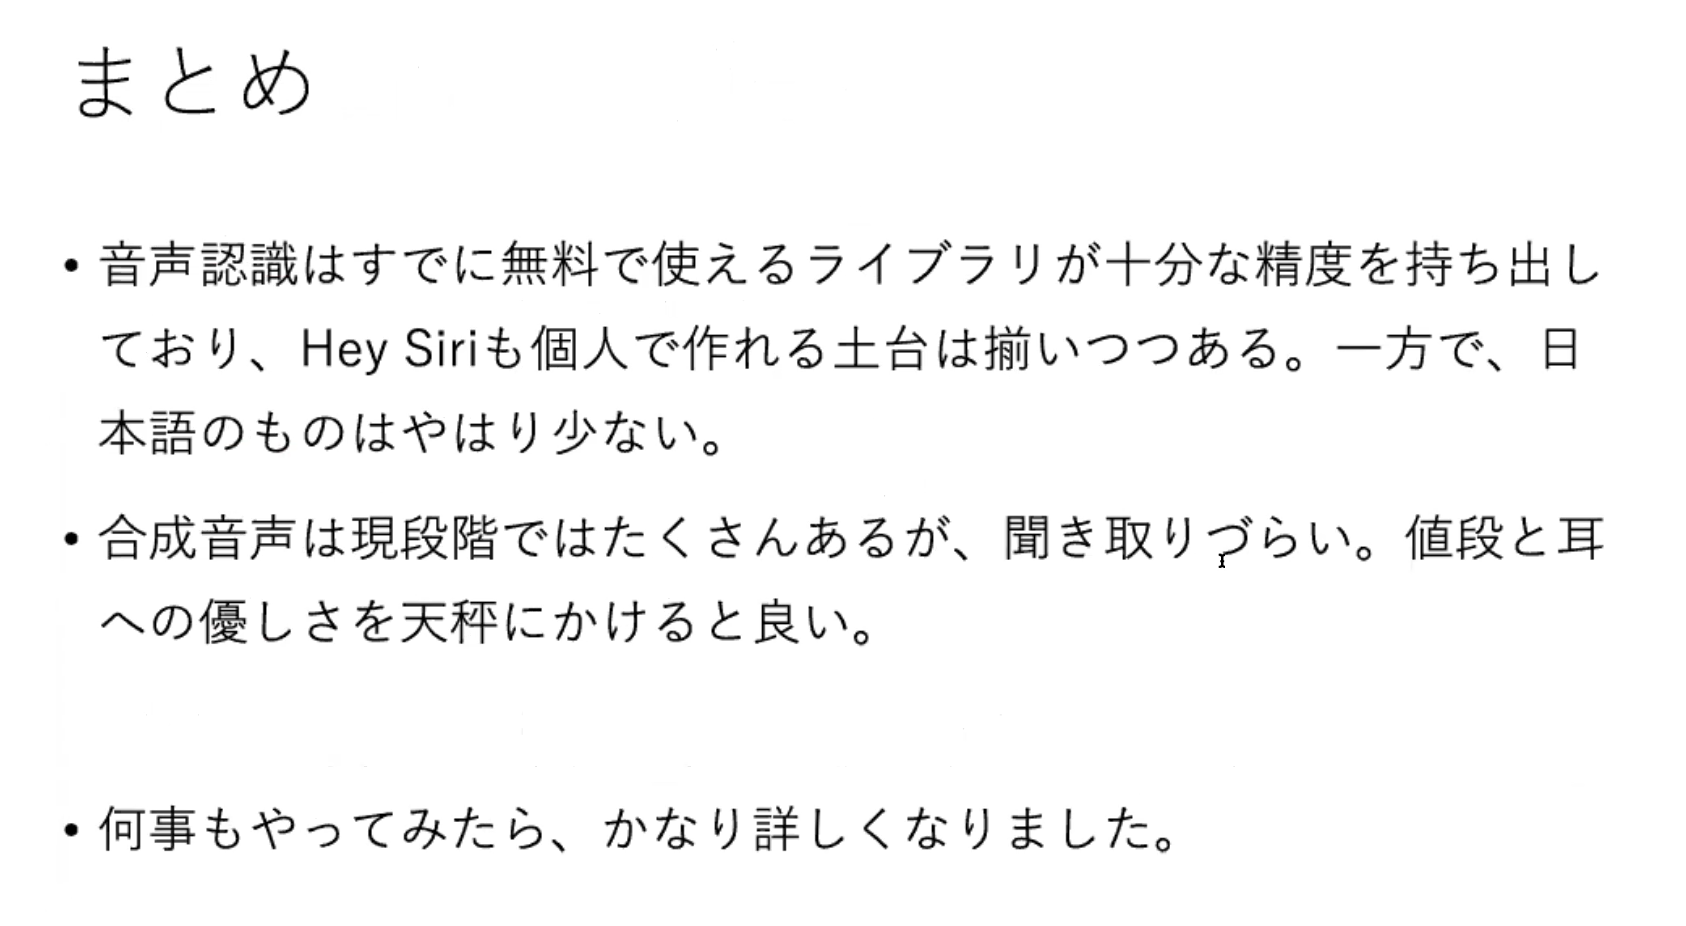 まとめ
• 音声認識はすでに無料で使えるライブラリが十分な精度を持ち出し
ており、Hey Siriも個人で作れる土台は揃いつつある。一方で、日
本語のものはやはり少ない。
• 合成音声は現段階ではたくさんあるが、聞き取りづらい。値段と耳
への優しさを天秤にかけると良い。
• 何事もやってみたら、かなり詳しくなりました。